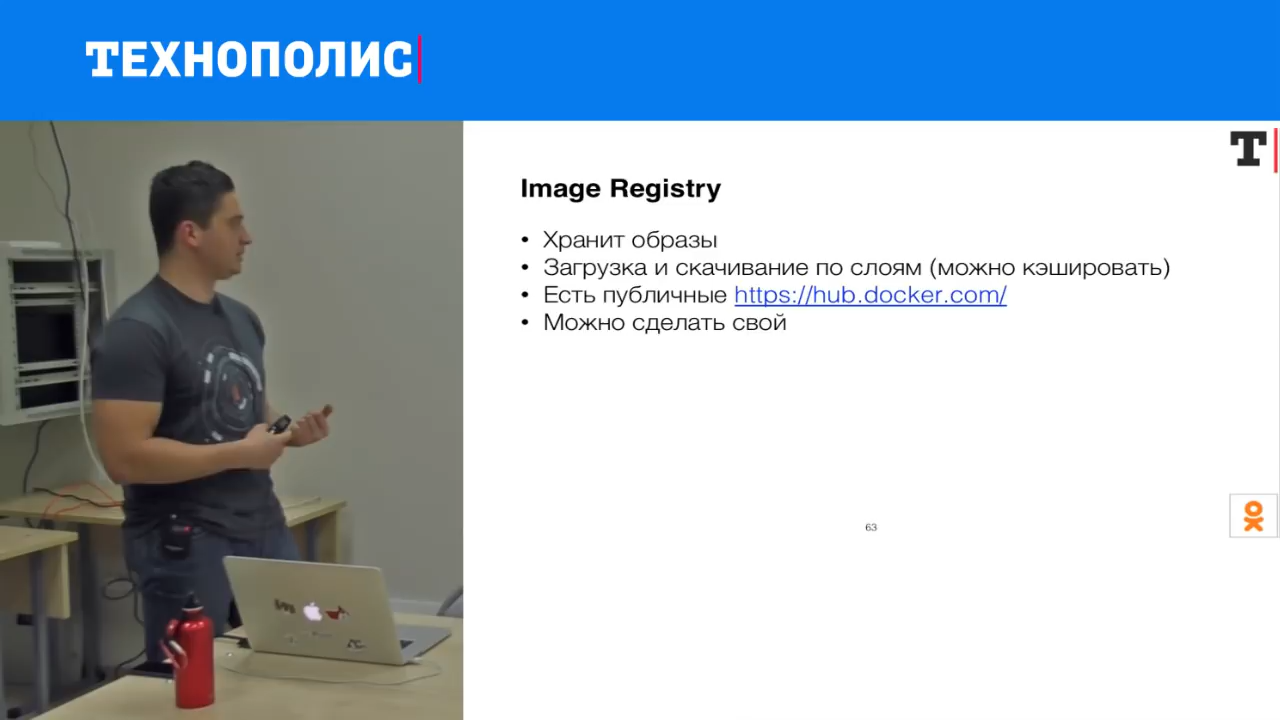 ТЕХНОПОЛИС
T
Image Registry
• Хранит образы
• Загрузка и скачивание по слоям (можно кэшировать)
• Есть публичные https://hub.docker.com/
• Можно сделать свой
63